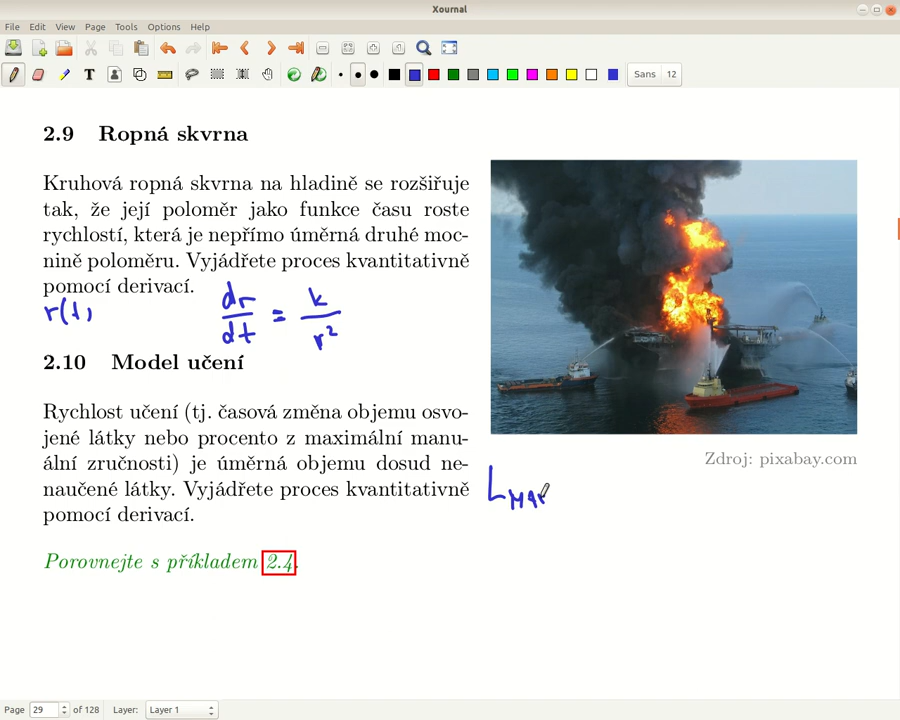 Xournal
File Edit View Page Tools Options Help
T
Sans 12
2.9 Ropná skvrna
Kruhová ropná skvrna na hladině se rozšiřuje
tak, že její poloměr jako funkce času roste
rychlostí, která je nepřímo úměrná druhé moc-
nině poloměru. Vyjádřete proces kvantitativně
pomocí derivací.
r(t) dr/dt = k/r²
2.10 Model učení
Rychlost učení (tj. časová změna objemu osvo-
jené látky nebo procento z maximální manu-
ální zručnosti) je úměrná objemu dosud ne-
naučené látky. Vyjádřete proces kvantitativně
pomocí derivací.
Zdroj: pixabay.com
Porovnejte s příkladem 2.4.
Page 29 of 128 Layer: Layer 1